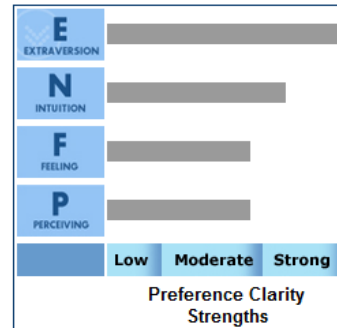 E
EXTRAVERSION
N
INTUITION
F
FEELING
P
PERCEIVING
Low Moderate Strong
Preference Clarity
Strengths